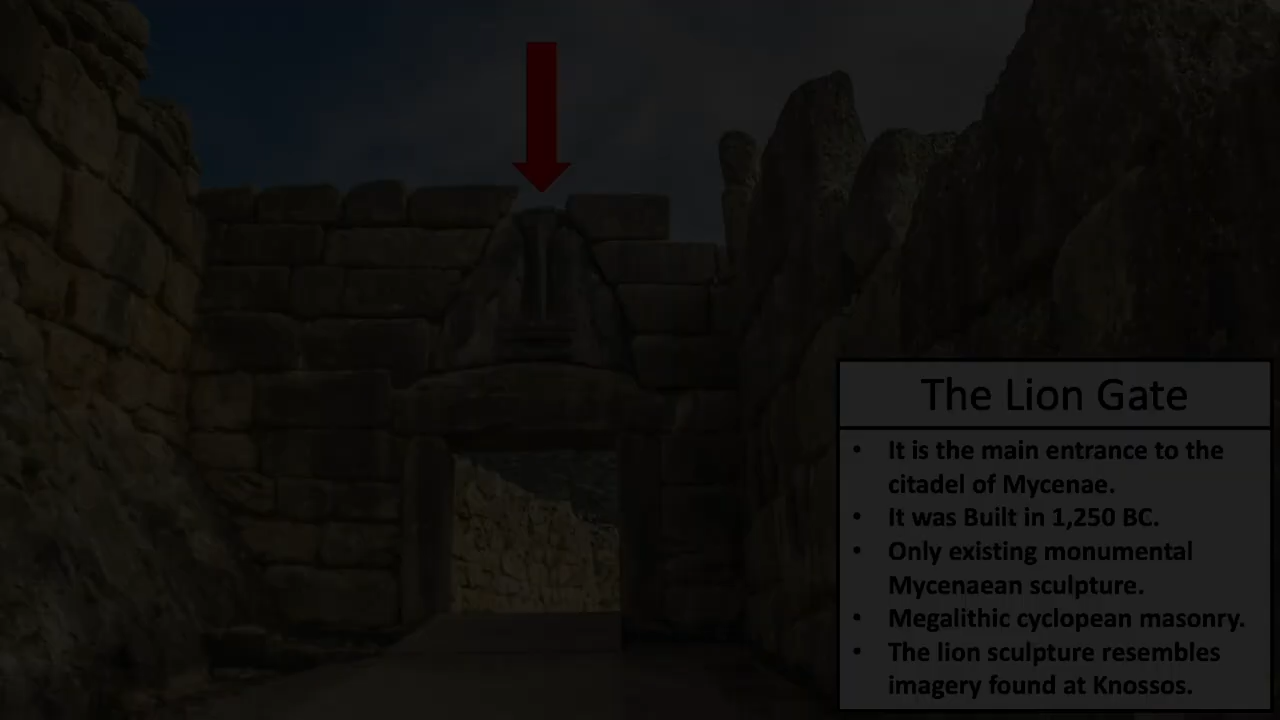 The Lion Gate
• It is the main entrance to the
citadel of Mycenae.
• It was Built in 1,250 BC.
• Only existing monumental
Mycenaean sculpture.
• Megalithic cyclopean masonry.
• The lion sculpture resembles
imagery found at Knossos.